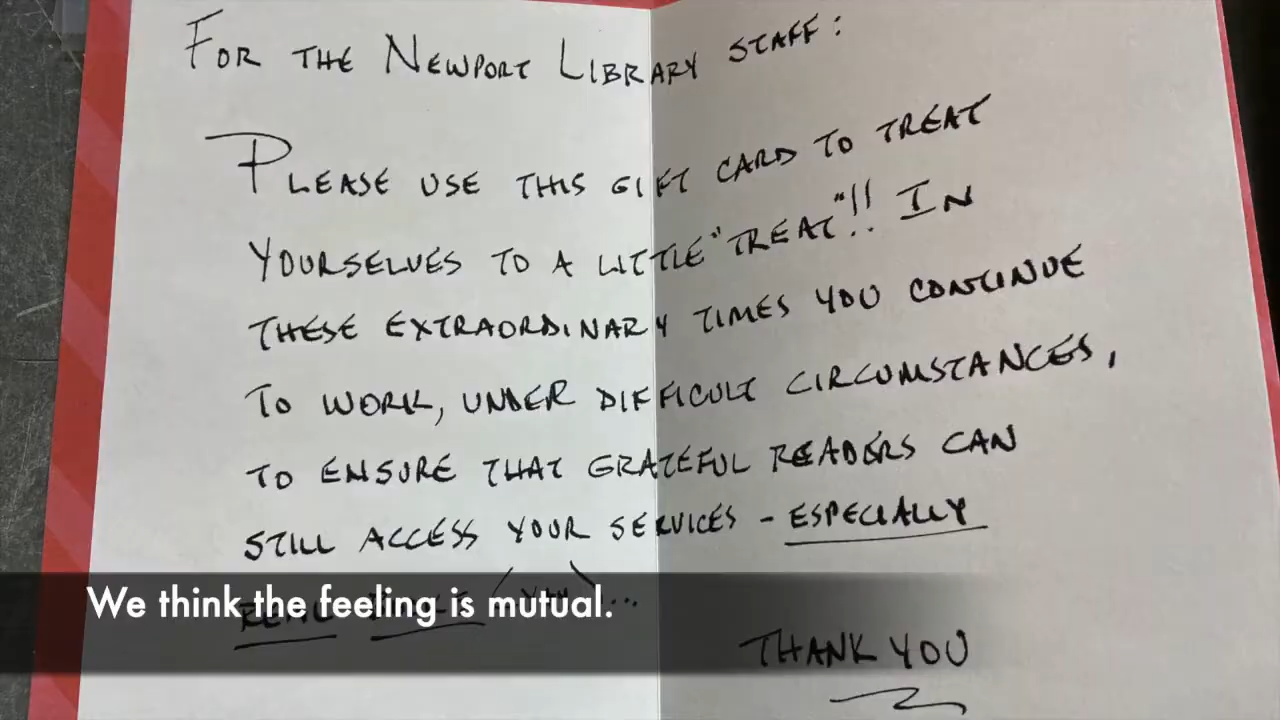 FOR THE NEWPORT LIBRARY STAFF:
PLEASE USE THIS GIFT CARD TO TREAT
YOURSELVES TO A LITTLE "TREAT"!! IN
THESE EXTRAORDINARY TIMES YOU CONTINUE
TO WORK, UNDER DIFFICULT CIRCUMSTANCES,
TO ENSURE THAT GRATEFUL READERS CAN
STILL ACCESS YOUR SERVICES - ESPECIALLY
We think the feeling is mutual.
THANK YOU